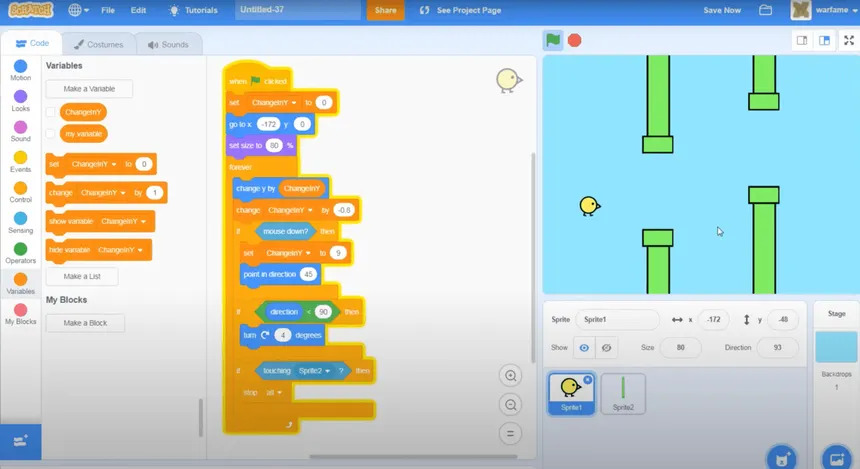 SCRATCH File Edit Tutorials Untitled-37 Share See Project Page Save Now warfame
Code Costumes Sounds
Motion
Looks
Sound
Events
Control
Sensing
Operators
Variables
My Blocks
Variables
Make a Variable
ChangeInY
my variable
set ChangeInY to 0
change ChangeInY by 1
show variable ChangeInY
hide variable ChangeInY
Make a List
My Blocks
Make a Block
when clicked
set ChangeInY to 0
go to x: -172 y: 0
set size to 80 %
forever
change y by ChangeInY
change ChangeInY by -0.6
if mouse down? then
set ChangeInY to 9
point in direction 45
if direction < 90 then
turn 4 degrees
if touching Sprite2 ? then
stop all
Sprite Sprite1 x -172 y -48
Show Size 80 Direction 93
Sprite1
Sprite2
Stage
Backdrops
1